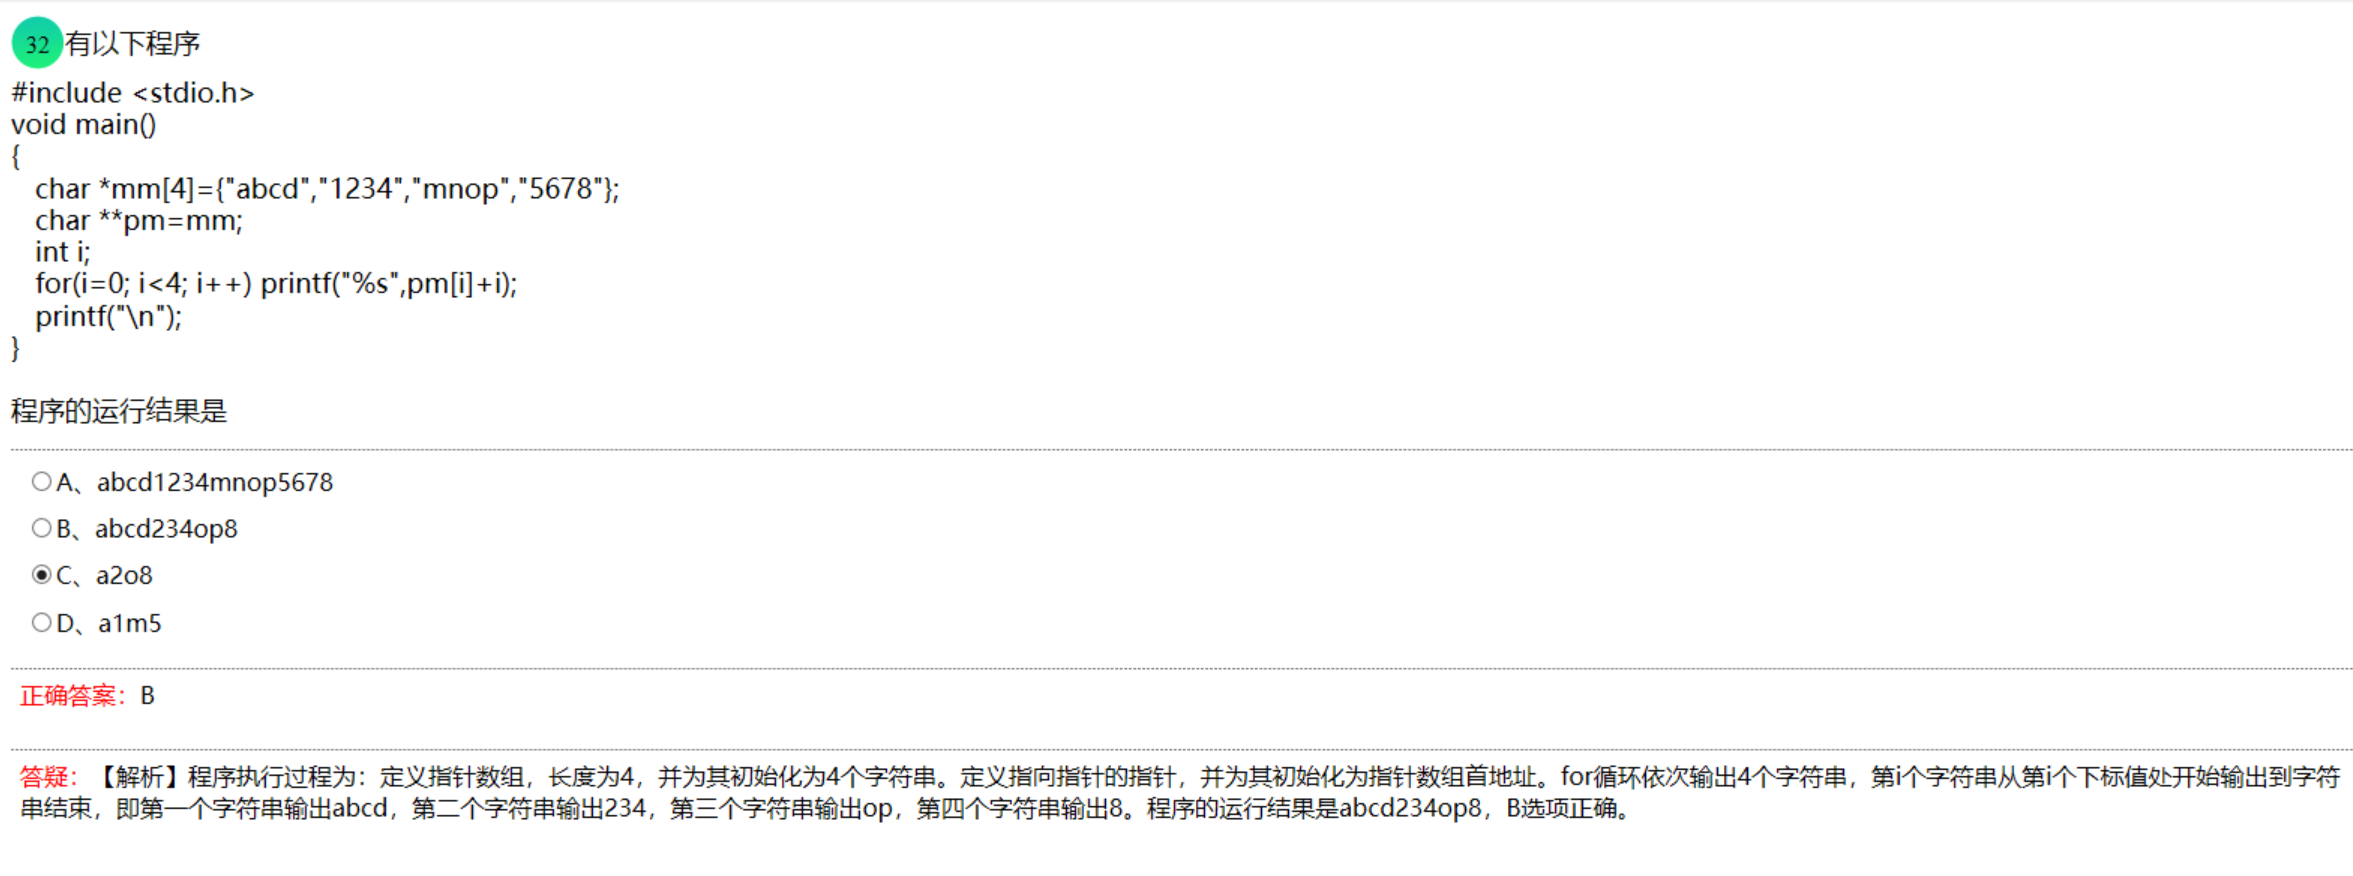 32 有以下程序
#include <stdio.h>
void main()
{
char *mm[4]={"abcd","1234","mnop","5678"};
char **pm=mm;
int i;
for(i=0; i<4; i++) printf("%s",pm[i]+i);
printf("\n");
}
程序的运行结果是
A、abcd1234mnop5678
B、abcd234op8
C、a2o8
D、a1m5
正确答案：B
答疑：【解析】程序执行过程为：定义指针数组，长度为4，并为其初始化为4个字符串。定义指向指针的指针，并为其初始化为指针数组首地址。for循环依次输出4个字符串，第i个字符串从第i个下标值处开始输出到字符
串结束，即第一个字符串输出abcd，第二个字符串输出234，第三个字符串输出op，第四个字符串输出8。程序的运行结果是abcd234op8，B选项正确。